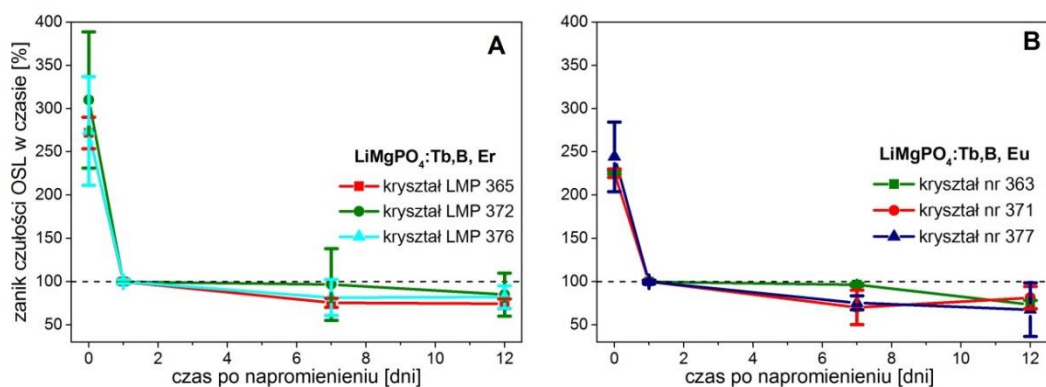 A
zanik czułości OSL w czasie [%]
400
350
300
250
200
150
100
50
LiMgPO4:Tb,B, Er
kryształ LMP 365
kryształ LMP 372
kryształ LMP 376
0 2 4 6 8 10 12
czas po napromienieniu [dni]
B
400
350
300
250
200
150
100
50
LiMgPO4:Tb,B, Eu
kryształ nr 363
kryształ nr 371
kryształ nr 377
0 2 4 6 8 10 12
czas po napromienieniu [dni]